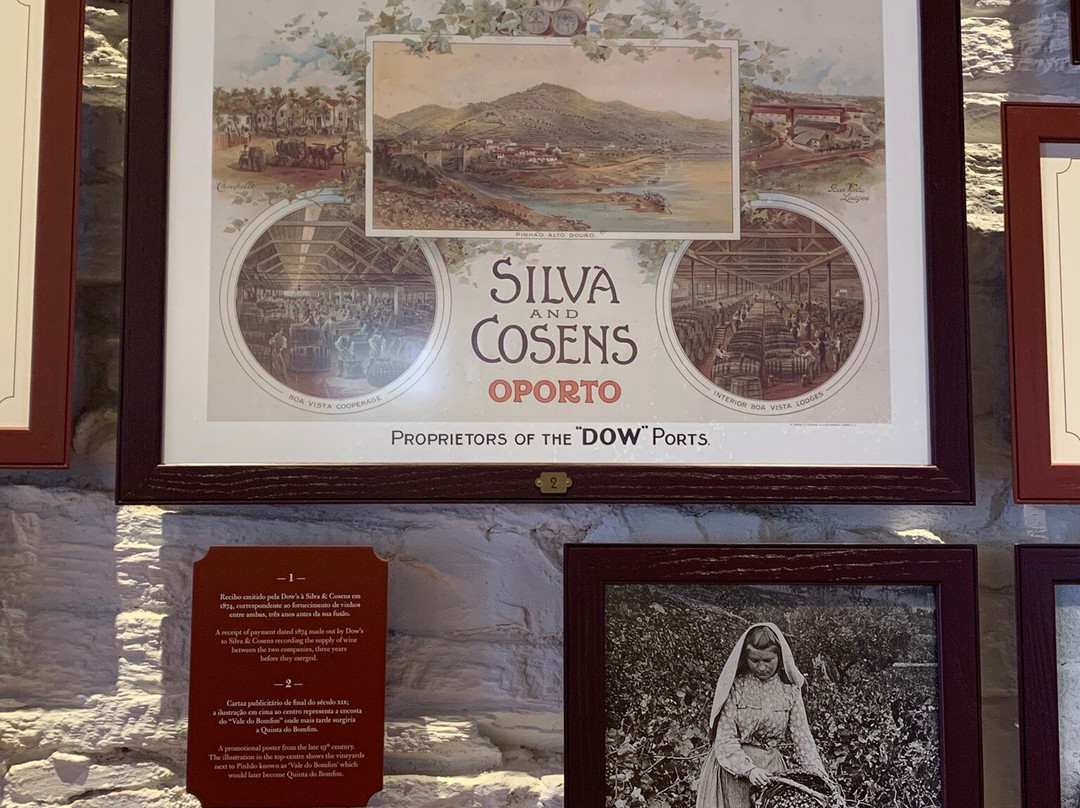 PINHÃO ALTO DOURO.
SILVA
AND
COSENS
OPORTO
BOA VISTA COOPERAGE
INTERIOR BOA VISTA LODGES
PROPRIETORS OF THE "DOW" PORTS.
2
— 1 —
Recibo emitido pela Dow's à Silva & Cosens em
1874, correspondente ao fornecimento de vinhos
entre ambas, três anos antes da sua fusão.
A receipt of payment dated 1874 made out by Dow's
to Silva & Cosens recording the supply of wine
between the two companies, three years
before they merged.
— 2 —
Cartaz publicitário de final do século XIX;
a ilustração em cima ao centro representa a encosta
do "Vale do Bomfim" onde mais tarde surgiria
a Quinta do Bomfim.
A promotional poster from the late 19th century.
The illustration in the top-centre shows the vineyards
next to Pinhão known as 'Vale do Bomfim' which
would later become Quinta do Bomfim.